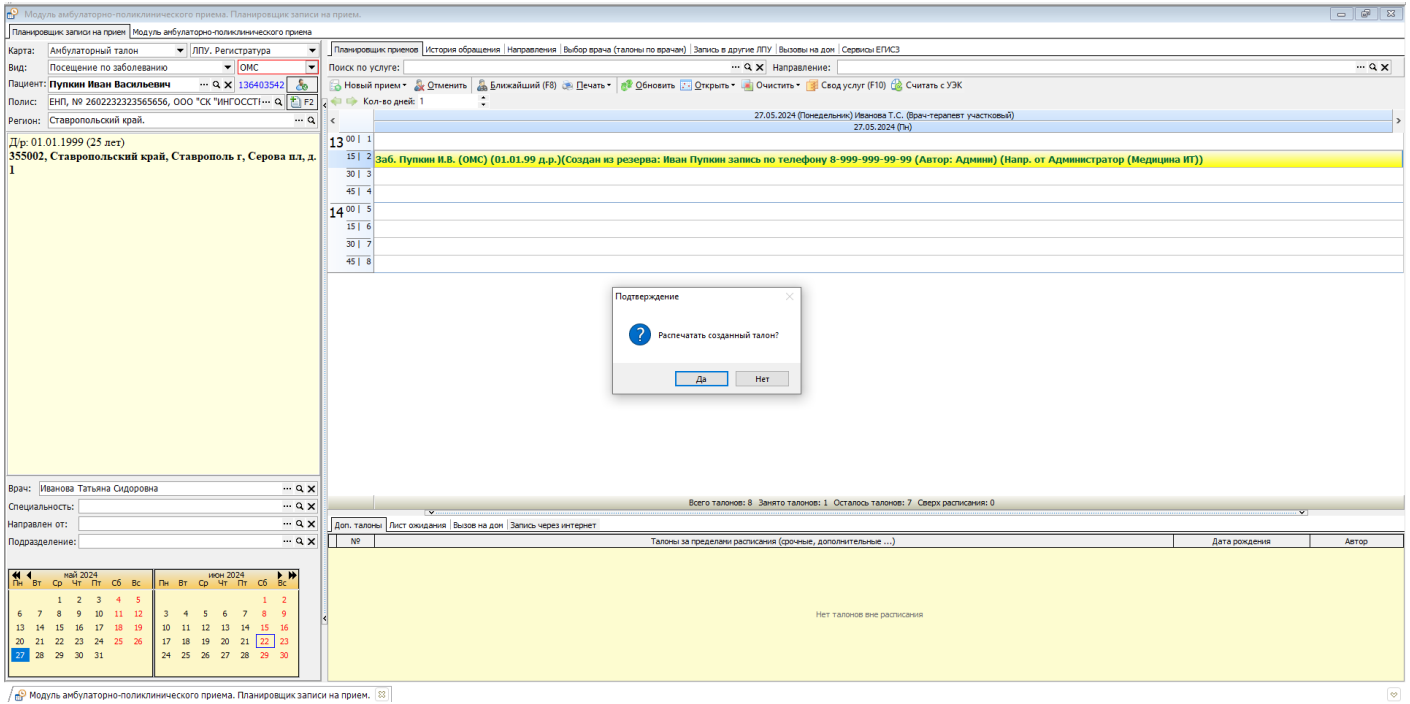 Модуль амбулаторно-поликлинического приема. Планировщик записи на прием.
Планировщик записи на прием Модуль амбулаторно-поликлинического приема
Карта: Амбулаторный талон ЛПУ. Регистратура
Вид: Посещение по заболеванию ОМС
Пациент: Пупкин Иван Васильевич 136403542
Полис: ЕНП, № 2602232323565656, ООО "СК "ИНГОССТР F2
Регион: Ставропольский край.
Д/р: 01.01.1999 (25 лет)
355002, Ставропольский край, Ставрополь г, Серова пл, д.
1
Врач: Иванова Татьяна Сидоровна
Специальность:
Направлен от:
Подразделение:
май 2024 июн 2024
Пн Вт Ср Чт Пт Сб Вс Пн Вт Ср Чт Пт Сб Вс
1 2 3 4 5 1 2
6 7 8 9 10 11 12 3 4 5 6 7 8 9
13 14 15 16 17 18 19 10 11 12 13 14 15 16
20 21 22 23 24 25 26 17 18 19 20 21 22 23
27 28 29 30 31 24 25 26 27 28 29 30
Планировщик приемов История обращения Направления Выбор врача (талоны по врачам) Запись в другие ЛПУ Вызовы на дом Сервисы ЕГИСЗ
Поиск по услуге: Направление:
Новый прием Отменить Ближайший (F8) Печать Обновить Открыть Очистить Свод услуг (F10) Считать с УЭК
Кол-во дней: 1
27.05.2024 (Понедельник) Иванова Т.С. (Врач-терапевт участковый)
27.05.2024 (Пн)
13 00 1
15 2 Заб. Пупкин И.В. (ОМС) (01.01.99 д.р.)(Создан из резерва: Иван Пупкин запись по телефону 8-999-999-99-99 (Автор: Админи) (Напр. от Администратор (Медицина ИТ))
30 3
45 4
14 00 5
15 6
30 7
45 8
Подтверждение
Распечатать созданный талон?
Да Нет
Всего талонов: 8 Занято талонов: 1 Осталось талонов: 7 Сверх расписания: 0
Доп. талоны Лист ожидания Вызов на дом Запись через интернет
№ Талоны за пределами расписания (срочные, дополнительные ...) Дата рождения Автор
Нет талонов вне расписания
Модуль амбулаторно-поликлинического приема. Планировщик записи на прием.